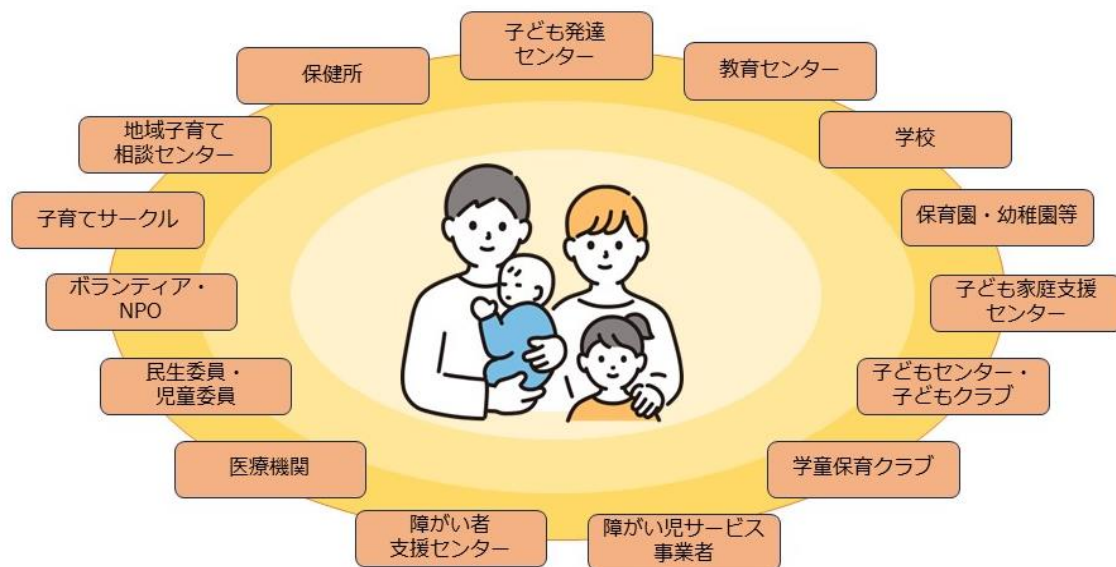 子ども発達
センター
教育センター
学校
保育園・幼稚園等
子ども家庭支援
センター
子どもセンター・
子どもクラブ
学童保育クラブ
障がい児サービス
事業者
障がい者
支援センター
医療機関
民生委員・
児童委員
ボランティア・
NPO
子育てサークル
地域子育て
相談センター
保健所